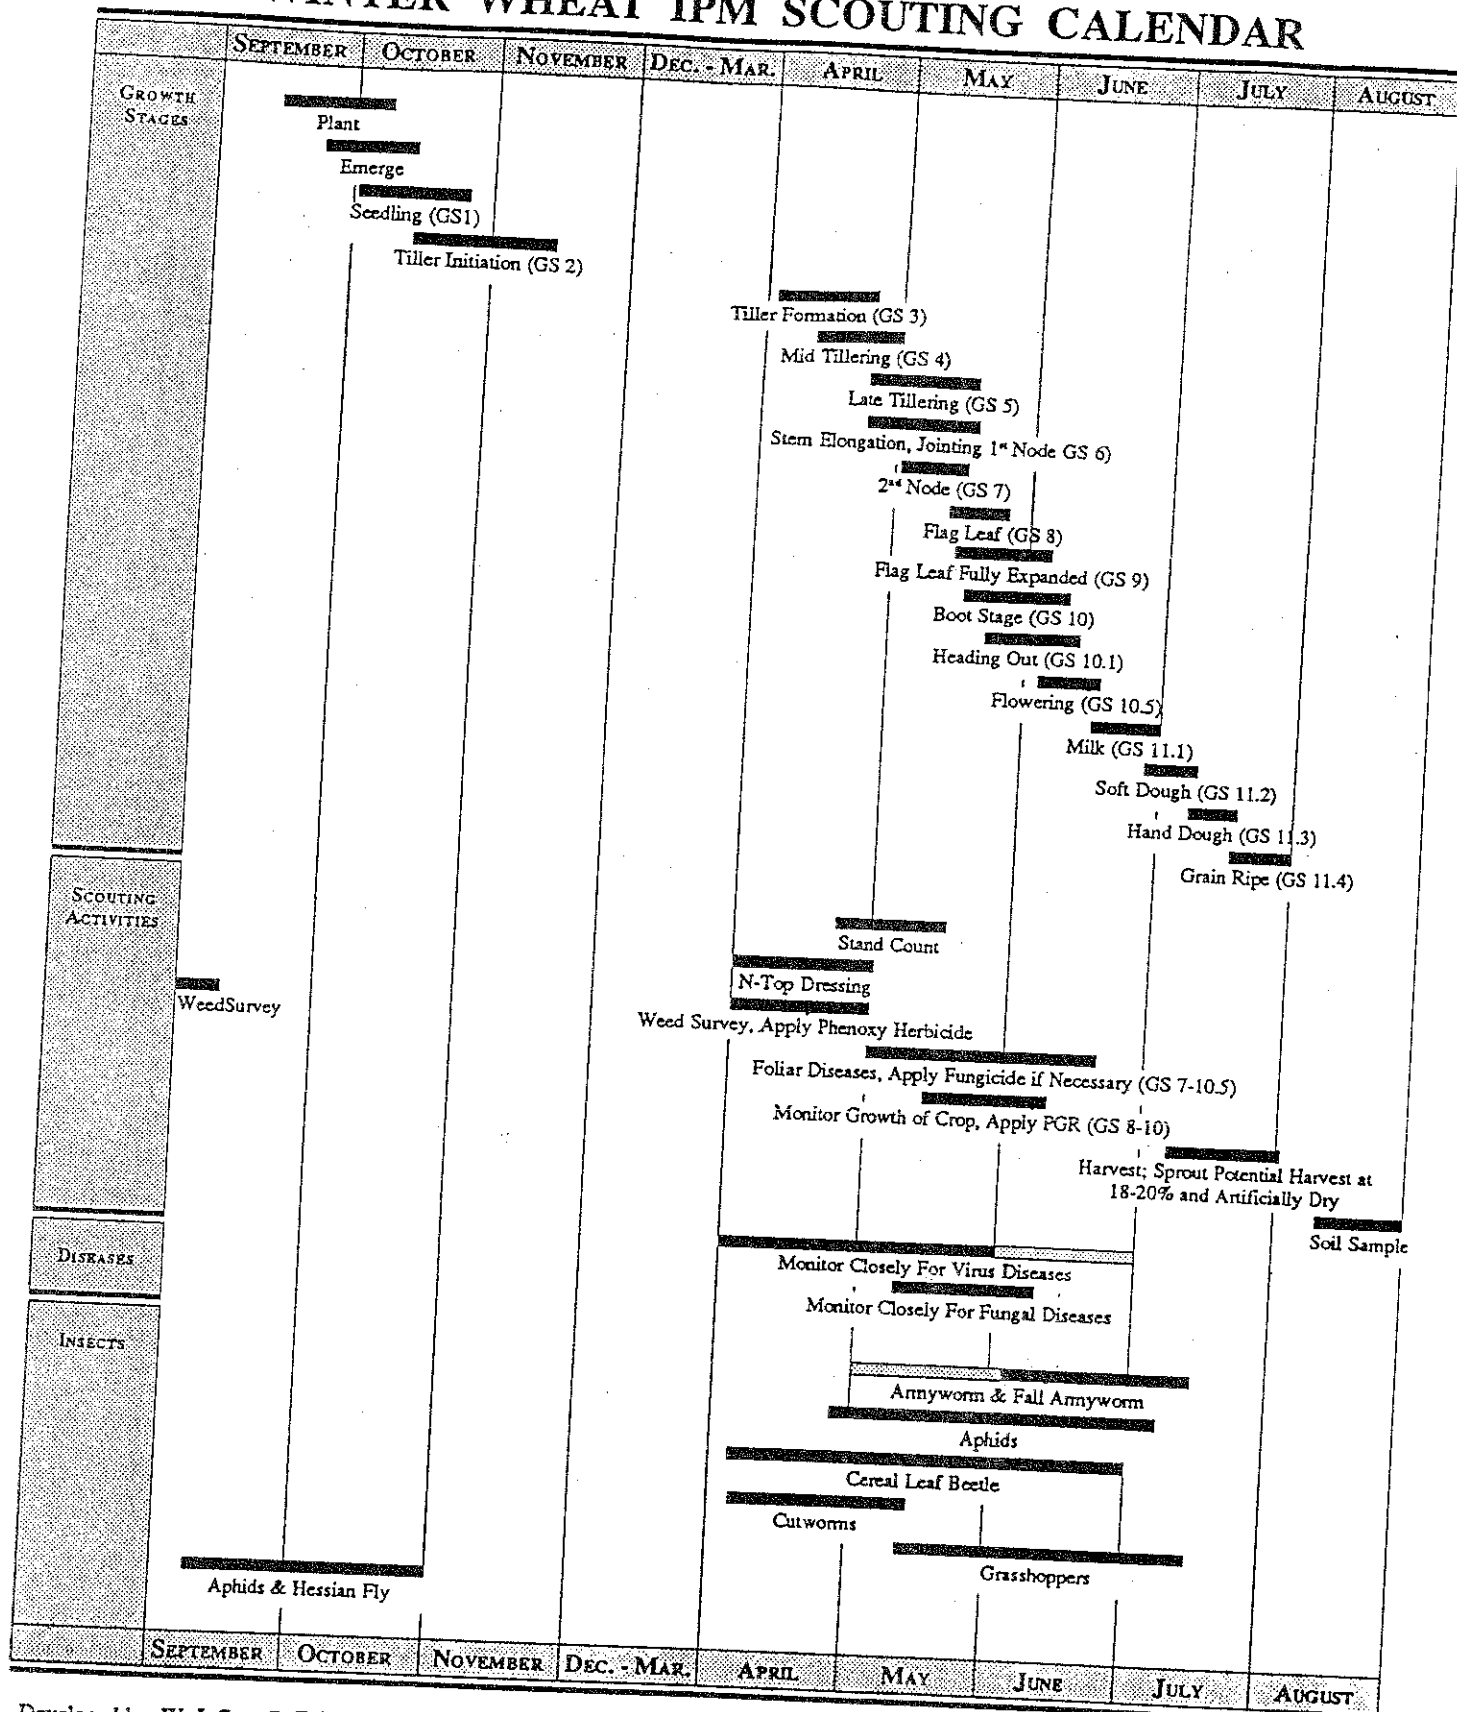 WINTER WHEAT IPM SCOUTING CALENDAR
SEPTEMBER OCTOBER NOVEMBER DEC. - MAR. APRIL MAY JUNE JULY AUGUST
GROWTH
STAGES
Plant
Emerge
Seedling (GS1)
Tiller Initiation (GS 2)
Tiller Formation (GS 3)
Mid Tillering (GS 4)
Late Tillering (GS 5)
Stem Elongation, Jointing 1st Node GS 6)
2nd Node (GS 7)
Flag Leaf (GS 8)
Flag Leaf Fully Expanded (GS 9)
Boot Stage (GS 10)
Heading Out (GS 10.1)
Flowering (GS 10.5)
Milk (GS 11.1)
Soft Dough (GS 11.2)
Hand Dough (GS 11.3)
Grain Ripe (GS 11.4)
SCOUTING
ACTIVITIES
Stand Count
N-Top Dressing
WeedSurvey
Weed Survey, Apply Phenoxy Herbicide
Foliar Diseases, Apply Fungicide if Necessary (GS 7-10.5)
Monitor Growth of Crop, Apply PGR (GS 8-10)
Harvest; Sprout Potential Harvest at
18-20% and Artificially Dry
Soil Sample
DISEASES
Monitor Closely For Virus Diseases
Monitor Closely For Fungal Diseases
INSECTS
Armyworm & Fall Armyworm
Aphids
Cereal Leaf Beetle
Cutworms
Grasshoppers
Aphids & Hessian Fly
SEPTEMBER OCTOBER NOVEMBER DEC. - MAR. APRIL MAY JUNE JULY AUGUST